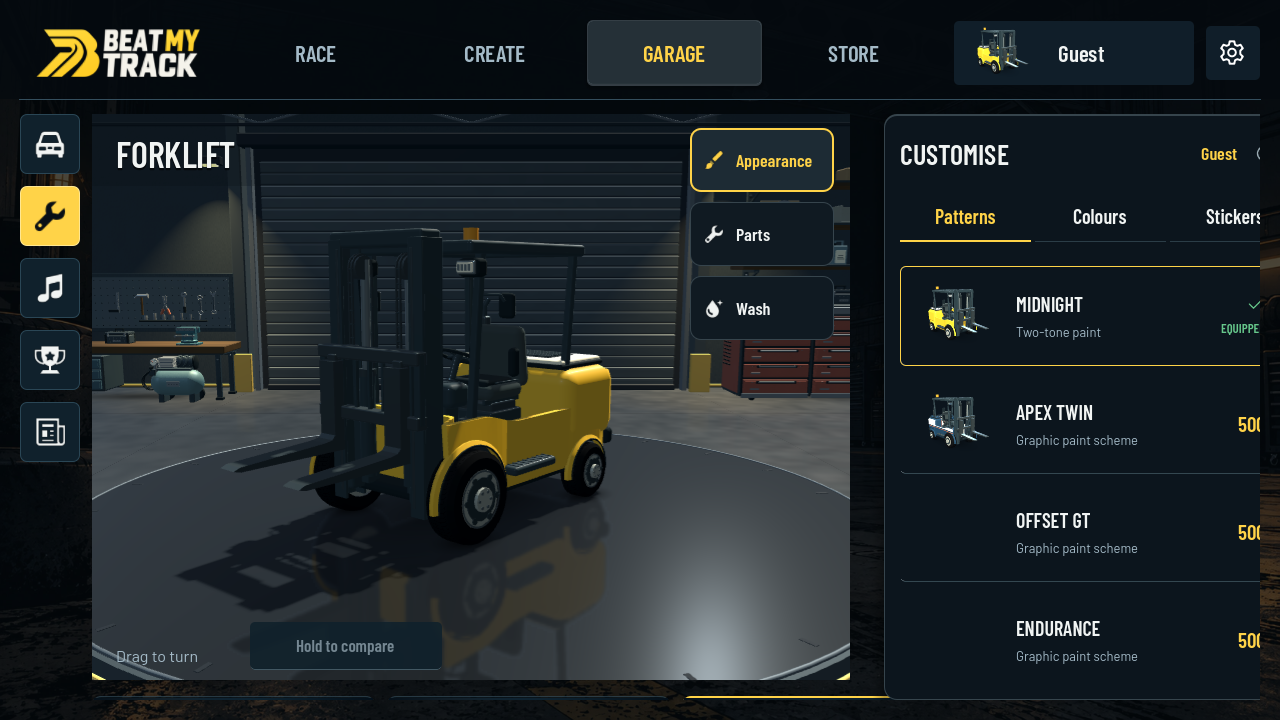 BEATMY
TRACK
RACE
CREATE
GARAGE
STORE
Guest
FORKLIFT
Appearance
Parts
Wash
Drag to turn
Hold to compare
CUSTOMISE
Guest
Patterns
Colours
Stickers
MIDNIGHT
Two-tone paint
EQUIPPE
APEX TWIN
Graphic paint scheme
500
OFFSET GT
Graphic paint scheme
500
ENDURANCE
Graphic paint scheme
500